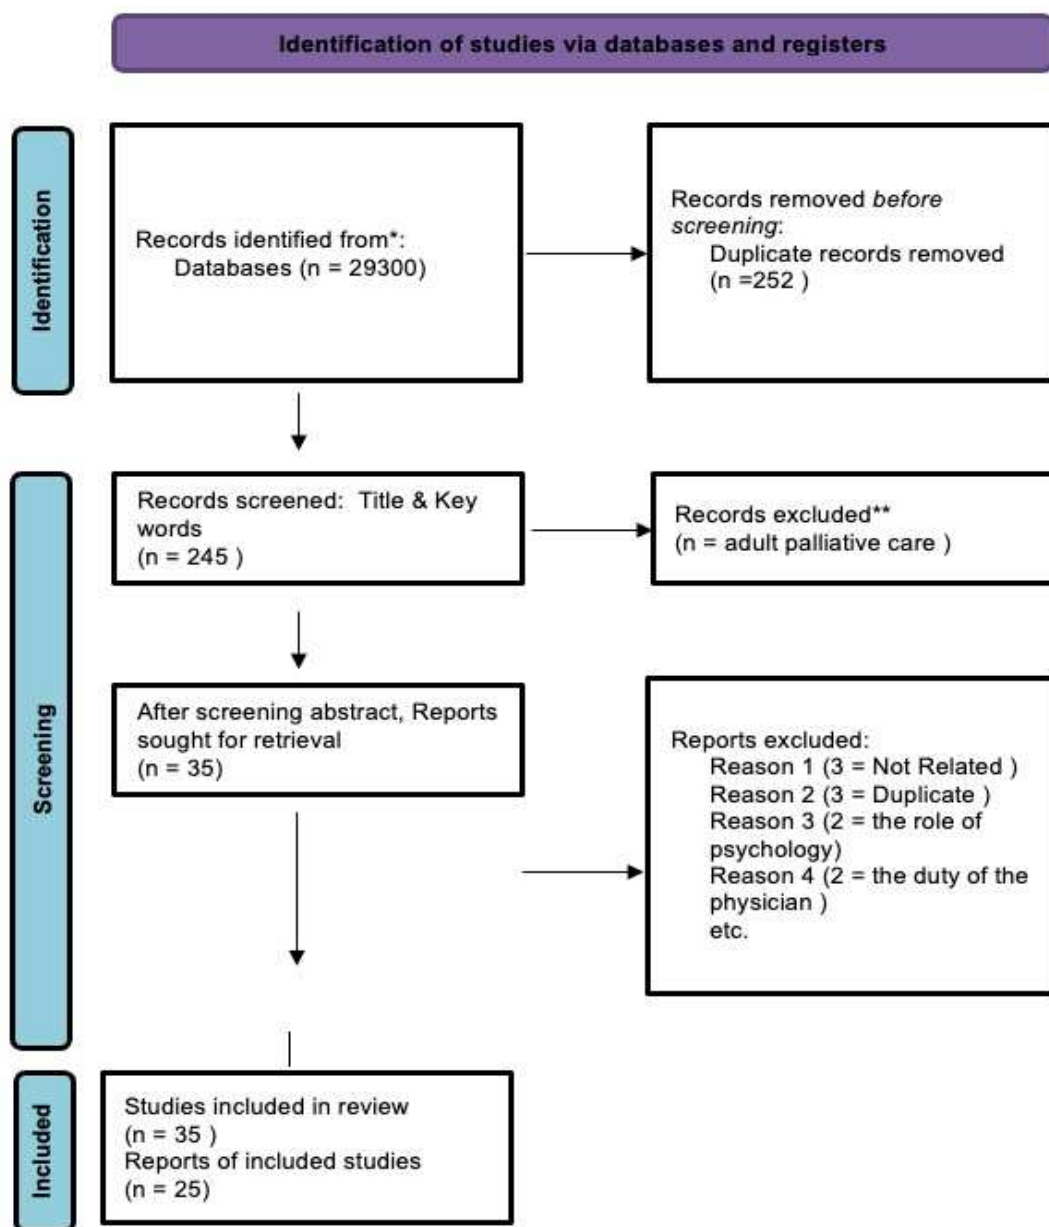 Identification of studies via databases and registers
Identification
Records identified from*:
Databases (n = 29300)
Records removed before
screening:
Duplicate records removed
(n =252 )
Screening
Records screened:  Title & Key
words
(n = 245 )
Records excluded**
(n = adult palliative care )
After screening abstract, Reports
sought for retrieval
(n = 35)
Reports excluded:
Reason 1 (3 = Not Related )
Reason 2 (3 = Duplicate )
Reason 3 (2 = the role of
psychology)
Reason 4 (2 = the duty of the
physician )
etc.
Included
Studies included in review
(n = 35 )
Reports of included studies
(n = 25)